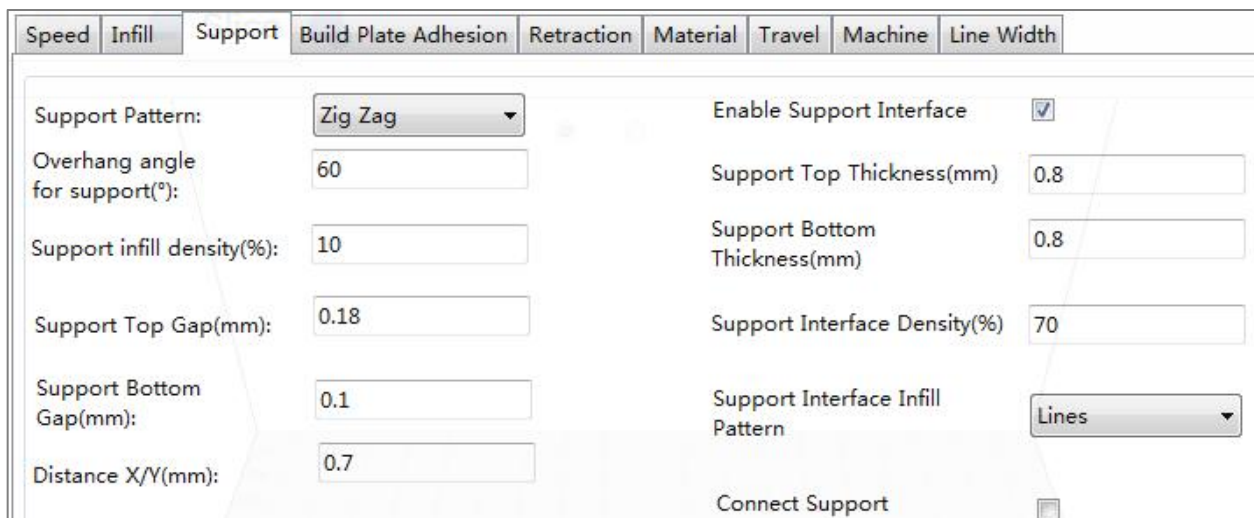 Speed Infill Support Build Plate Adhesion Retraction Material Travel Machine Line Width
Support Pattern: Zig Zag
Overhang angle
for support(°): 60
Support infill density(%): 10
Support Top Gap(mm): 0.18
Support Bottom
Gap(mm): 0.1
Distance X/Y(mm): 0.7
Enable Support Interface
Support Top Thickness(mm) 0.8
Support Bottom
Thickness(mm) 0.8
Support Interface Density(%) 70
Support Interface Infill
Pattern Lines
Connect Support